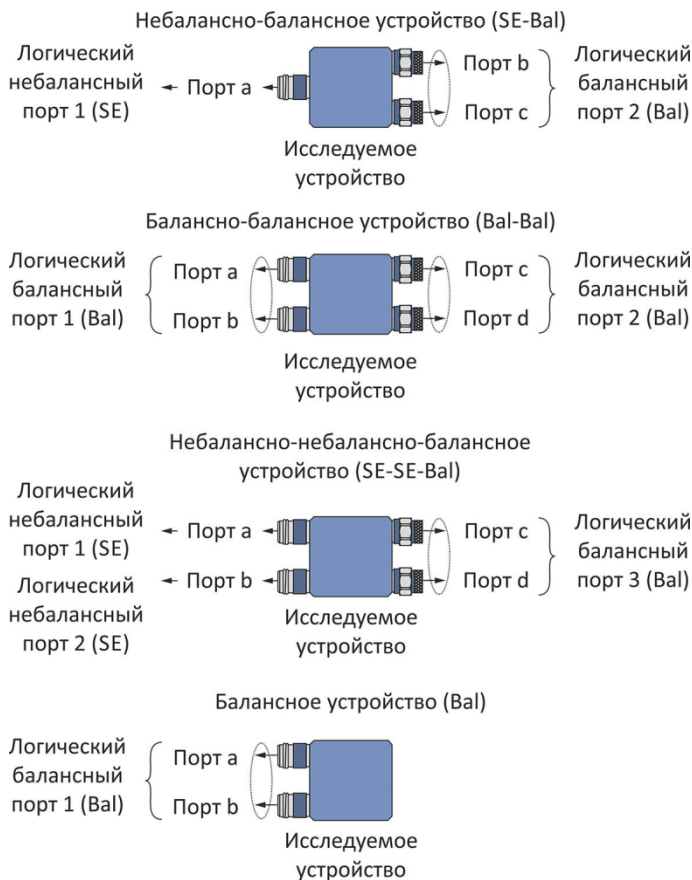 Небалансно-балансное устройство (SE-Bal)
Логический
небалансный
порт 1 (SE)
Порт a
Порт b
Порт c
Логический
балансный
порт 2 (Bal)
Исследуемое
устройство
Балансно-балансное устройство (Bal-Bal)
Логический
балансный
порт 1 (Bal)
Порт a
Порт b
Порт c
Порт d
Логический
балансный
порт 2 (Bal)
Исследуемое
устройство
Небалансно-небалансно-балансное
устройство (SE-SE-Bal)
Логический
небалансный
порт 1 (SE)
Логический
небалансный
порт 2 (SE)
Порт a
Порт b
Порт c
Порт d
Логический
балансный
порт 3 (Bal)
Исследуемое
устройство
Балансное устройство (Bal)
Логический
балансный
порт 1 (Bal)
Порт a
Порт b
Исследуемое
устройство